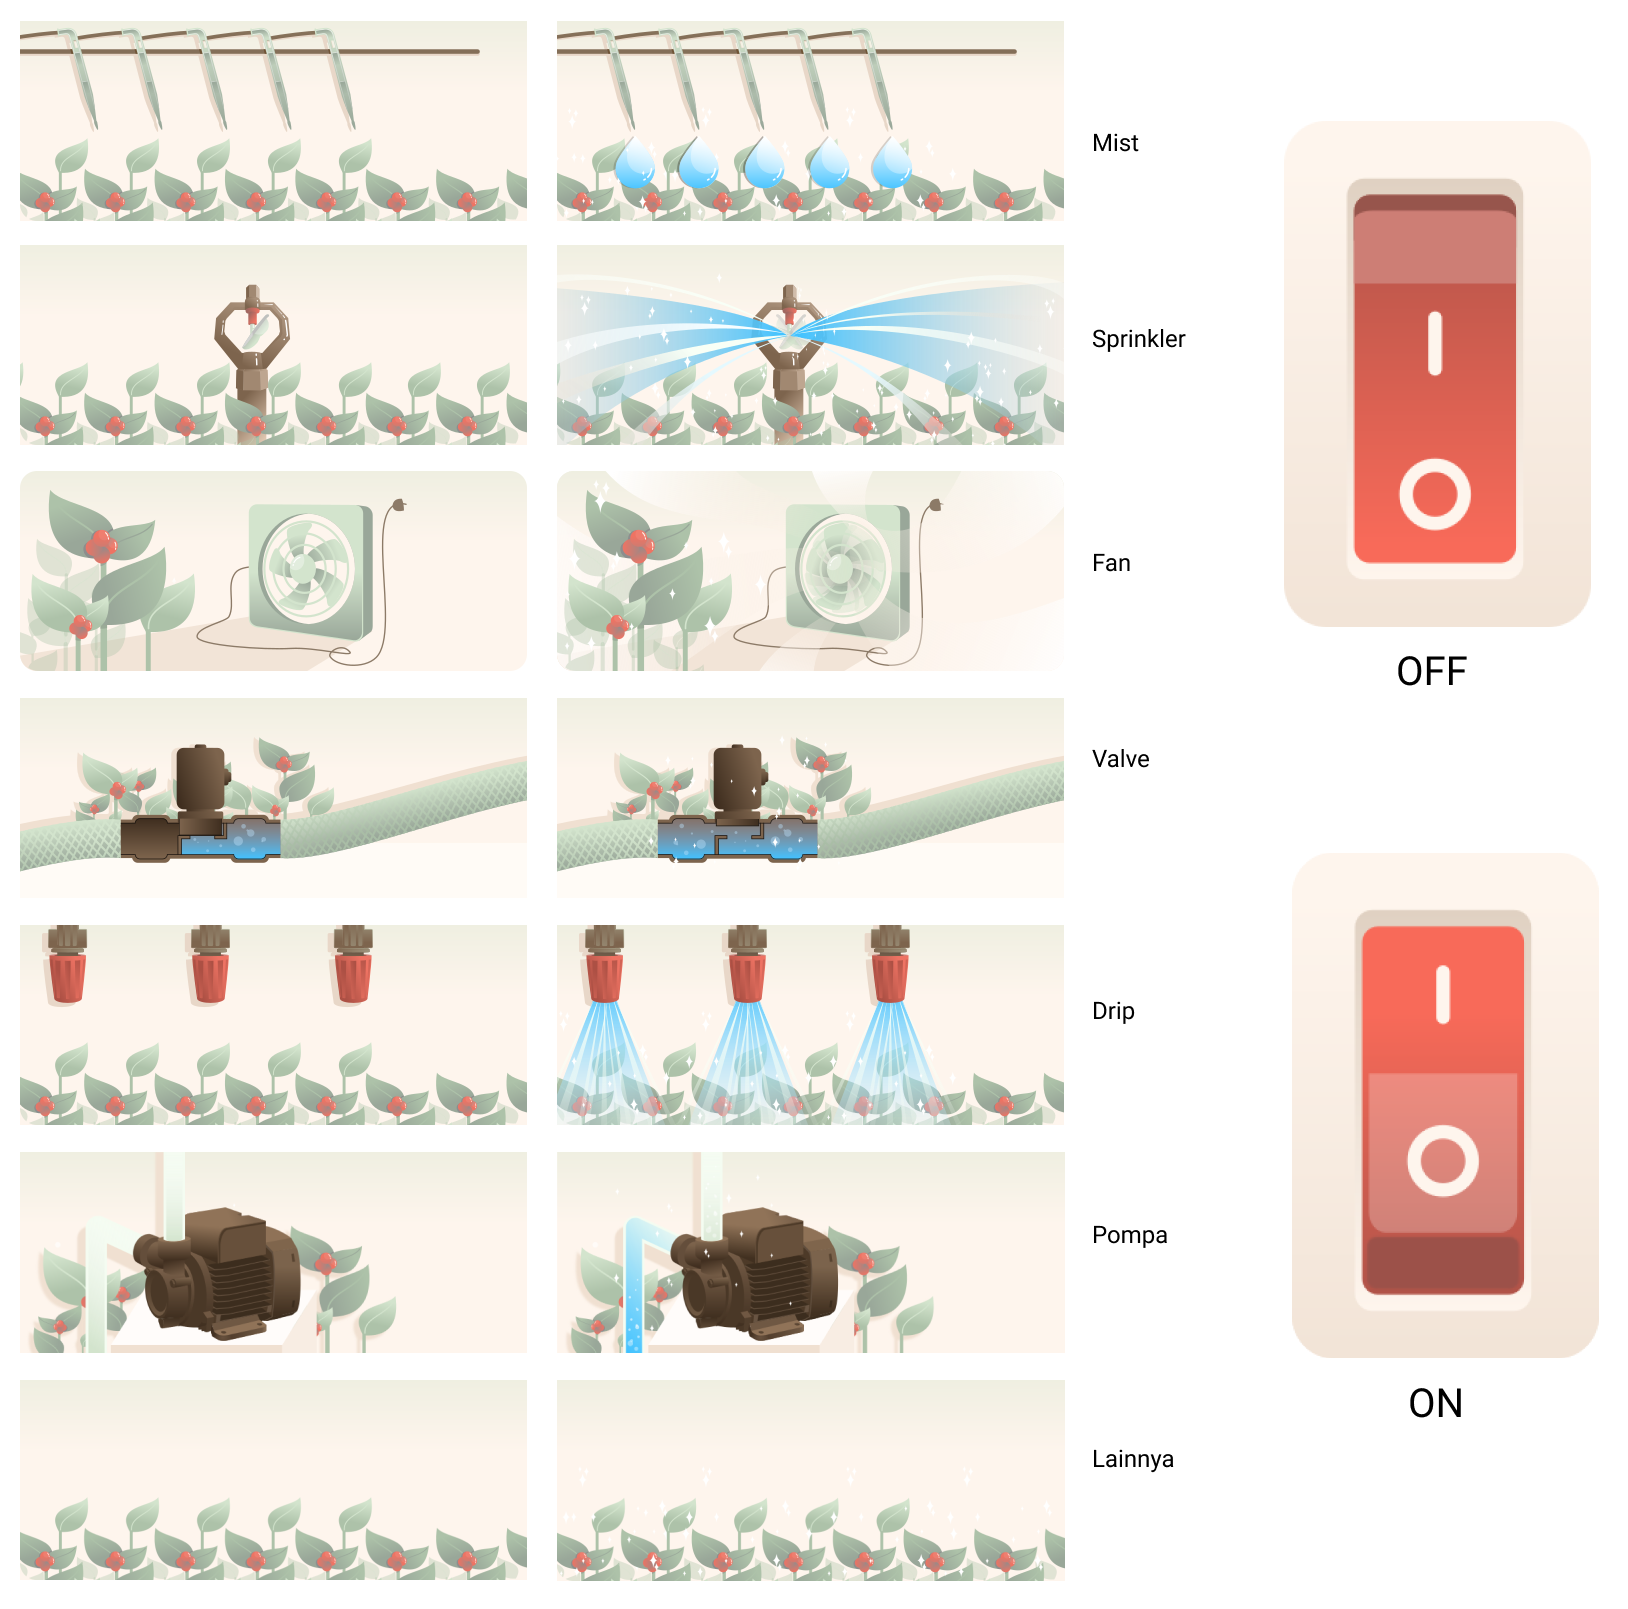 Mist
Sprinkler
Fan
Valve
Drip
Pompa
Lainnya
OFF
ON